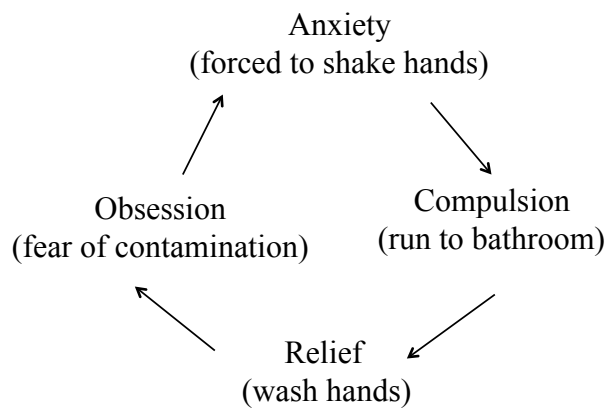 Anxiety
(forced to shake hands)
Obsession
(fear of contamination)
Compulsion
(run to bathroom)
Relief
(wash hands)